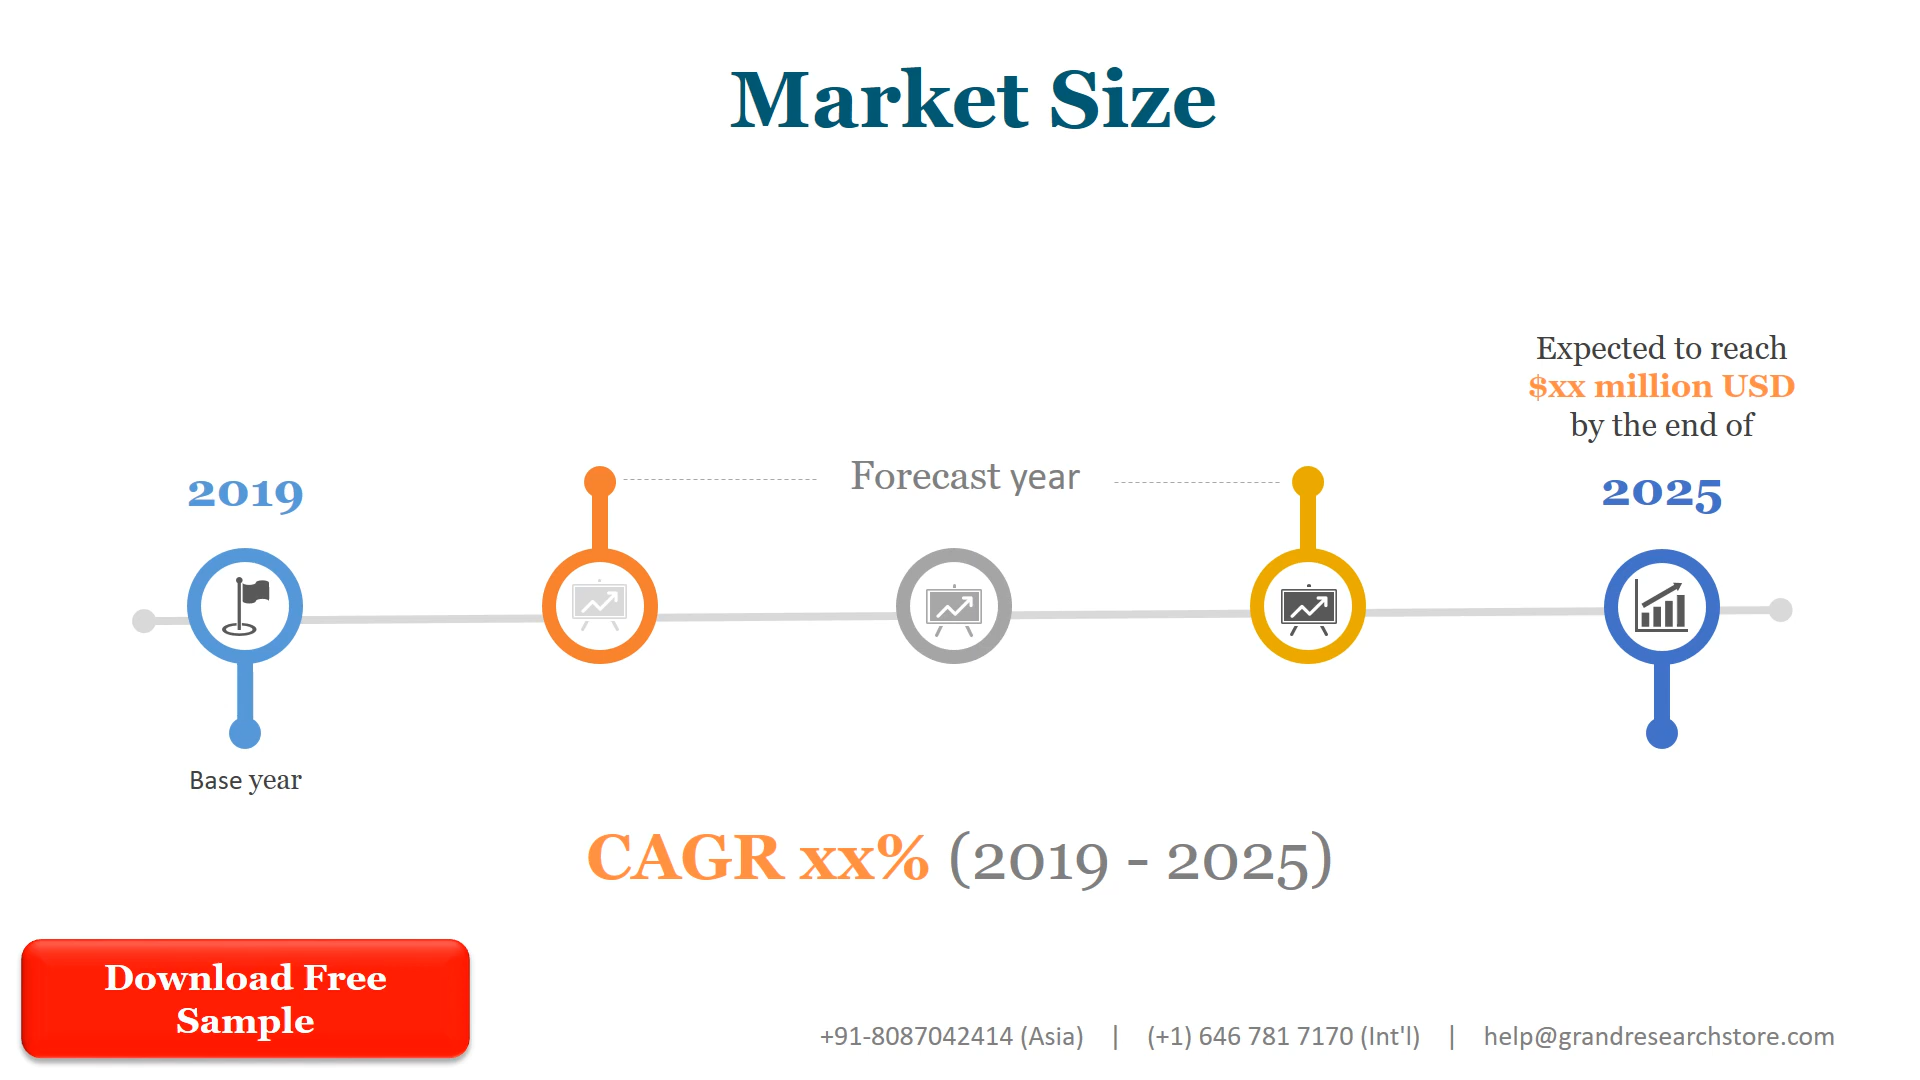 Market Size
Expected to reach
$xx million USD
by the end of
2019
Forecast year
2025
Base year
CAGR xx% (2019 - 2025)
Download Free
Sample
+91-8087042414 (Asia) | (+1) 646 781 7170 (Int'l) | help@grandresearchstore.com